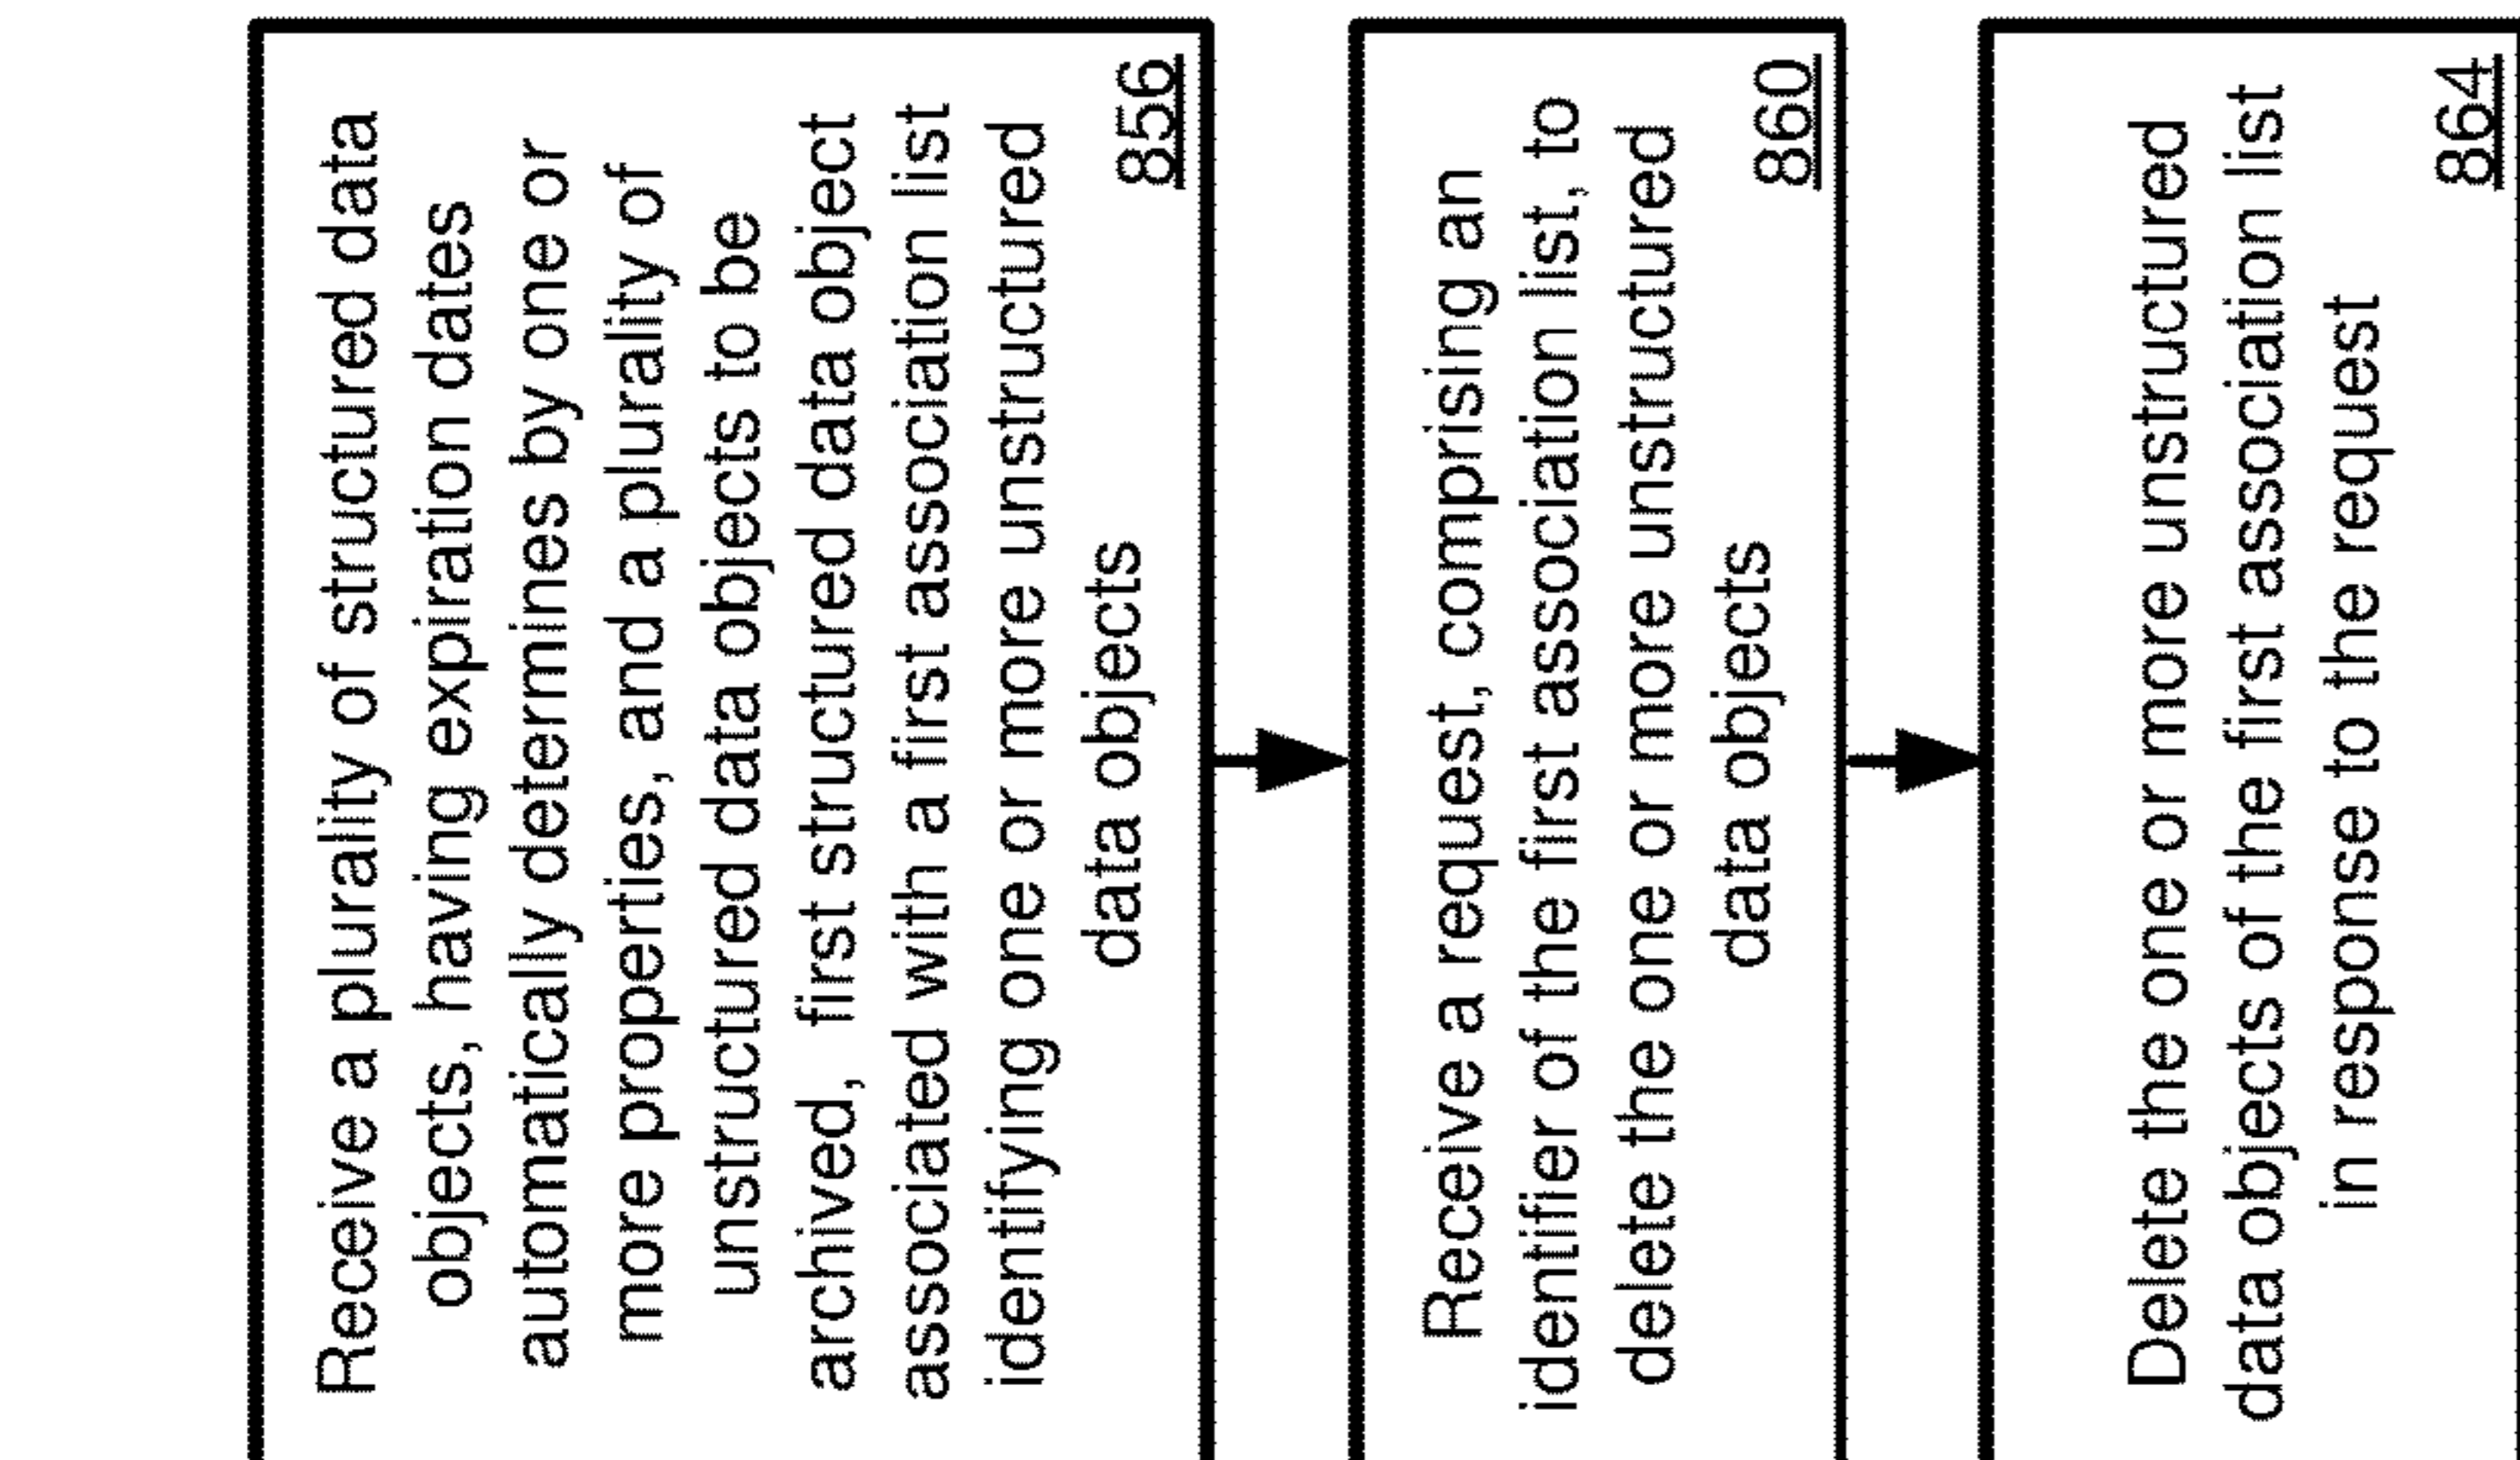 Receive a plurality of structured data
objects, having expiration dates
automatically determines by one or
more properties, and a plurality of
unstructured data objects to be
archived, first structured data object
associated with a first association list
identifying one or more unstructured
data objects
856
Receive a request, comprising an
identifier of the first association list, to
delete the one or more unstructured
data objects
860
Delete the one or more unstructured
data objects of the first association list
in response to the request
864